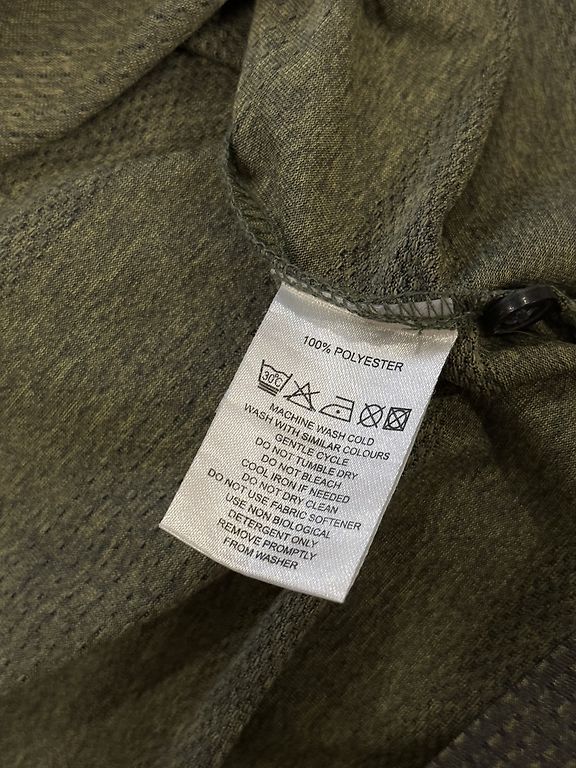 100% POLYESTER
30°C
MACHINE WASH COLD
WASH WITH SIMILAR COLOURS
GENTLE CYCLE
DO NOT TUMBLE DRY
DO NOT BLEACH
COOL IRON IF NEEDED
DO NOT DRY CLEAN
DO NOT USE FABRIC SOFTENER
USE NON BIOLOGICAL
DETERGENT ONLY
REMOVE PROMPTLY
FROM WASHER